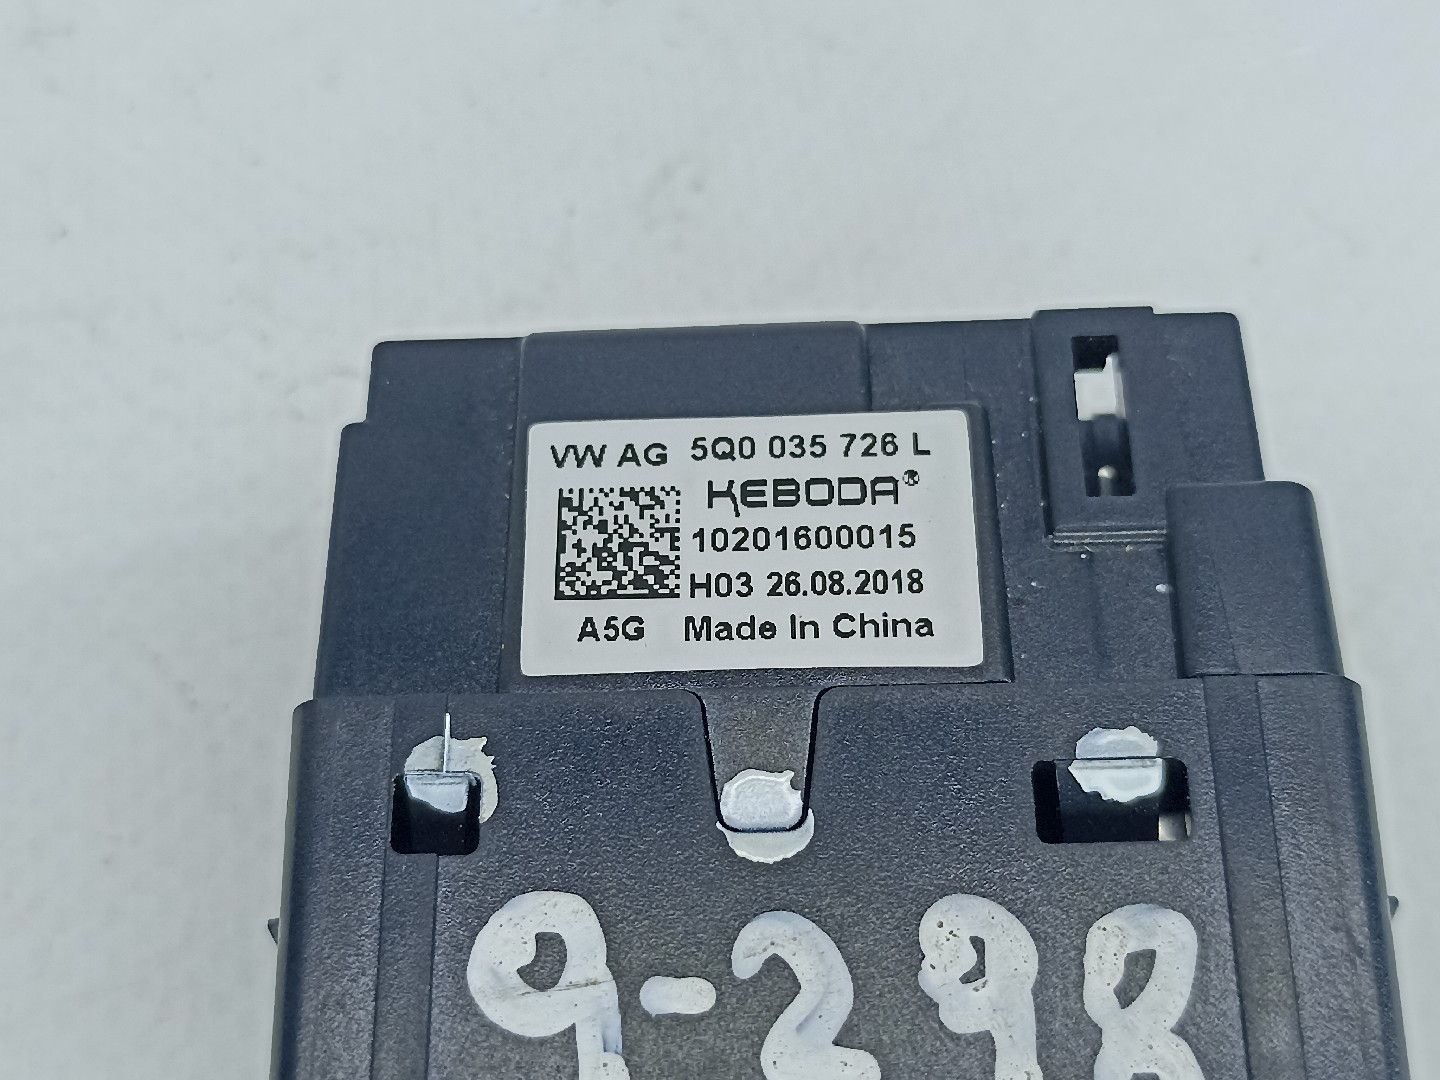 VW AG 5Q0 035 726 L
KEBODA®
10201600015
H03 26.08.2018
A5G Made In China
9-298